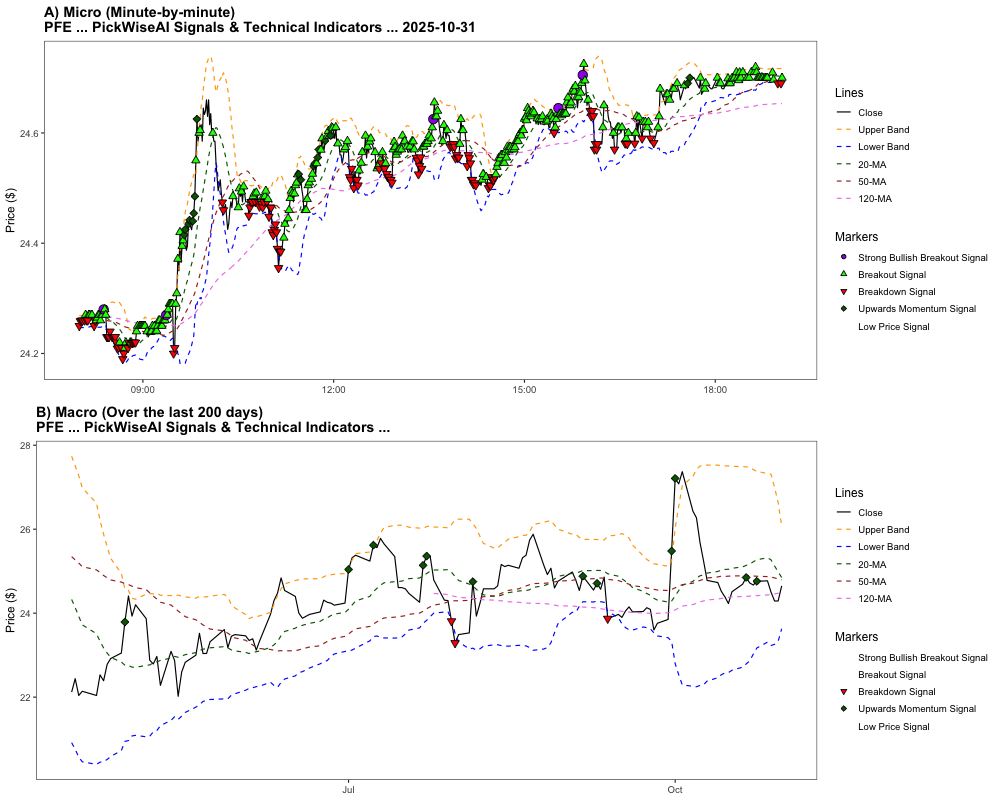 A) Micro (Minute-by-minute)
PFE ... PickWiseAI Signals & Technical Indicators ... 2025-10-31
Price ($)
24.6
24.4
24.2
09:00
12:00
15:00
18:00
Lines
Close
Upper Band
Lower Band
20-MA
50-MA
120-MA
Markers
Strong Bullish Breakout Signal
Breakout Signal
Breakdown Signal
Upwards Momentum Signal
Low Price Signal
B) Macro (Over the last 200 days)
PFE ... PickWiseAI Signals & Technical Indicators ...
Price ($)
28
26
24
22
Jul
Oct
Lines
Close
Upper Band
Lower Band
20-MA
50-MA
120-MA
Markers
Strong Bullish Breakout Signal
Breakout Signal
Breakdown Signal
Upwards Momentum Signal
Low Price Signal